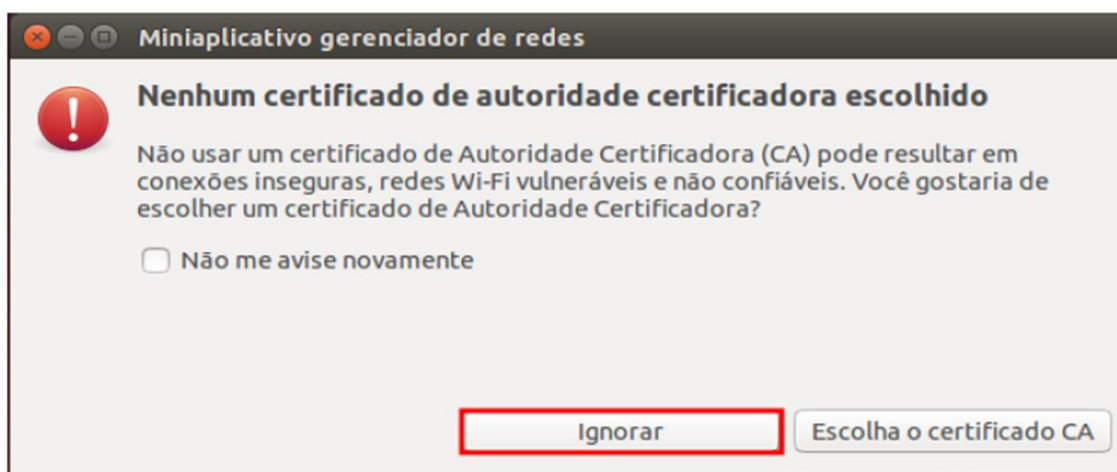 Miniaplicativo gerenciador de redes
Nenhum certificado de autoridade certificadora escolhido
Não usar um certificado de Autoridade Certificadora (CA) pode resultar em
conexões inseguras, redes Wi-Fi vulneráveis e não confiáveis. Você gostaria de
escolher um certificado de Autoridade Certificadora?
Não me avise novamente
Ignorar
Escolha o certificado CA